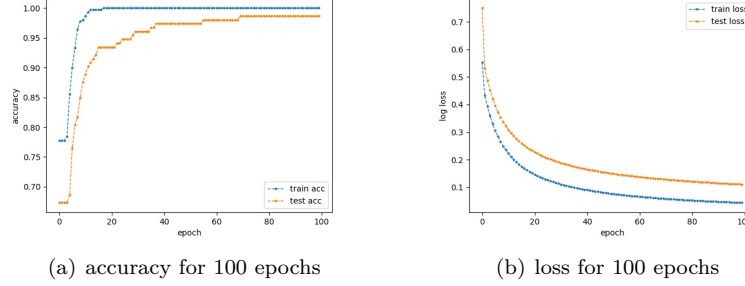 1.00
0.95
0.90
0.85
0.80
0.75
0.70
accuracy
train acc
test acc
0 20 40 60 80 100
epoch
(a) accuracy for 100 epochs
train loss
test loss
0.7
0.6
0.5
0.4
0.3
0.2
0.1
log loss
0 20 40 60 80 100
epoch
(b) loss for 100 epochs